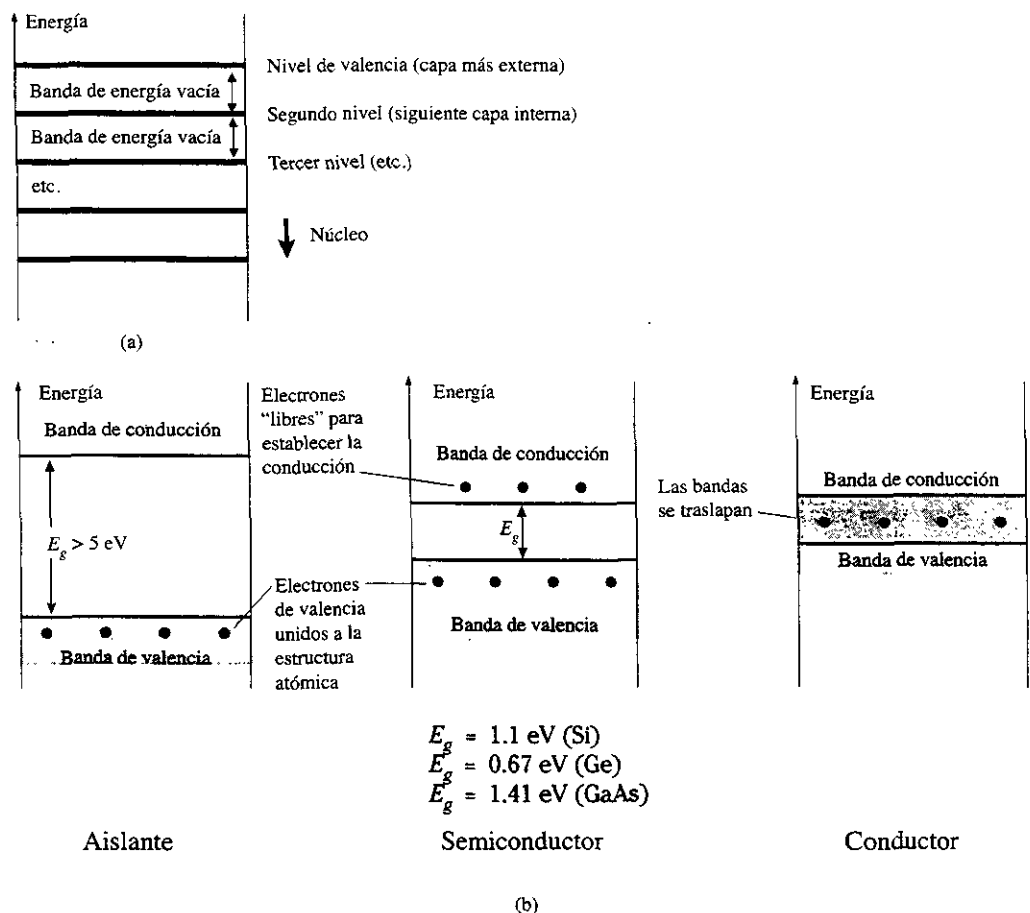 Energía
Nivel de valencia (capa más externa)
Banda de energía vacía
Segundo nivel (siguiente capa interna)
Banda de energía vacía
Tercer nivel (etc.)
etc.
Núcleo
(a)
Energía
Banda de conducción
E_g > 5 eV
Banda de valencia
Electrones
“libres” para
establecer la
conducción
Electrones
de valencia
unidos a la
estructura
atómica
Energía
Banda de conducción
E_g
Banda de valencia
E_g = 1.1 eV (Si)
E_g = 0.67 eV (Ge)
E_g = 1.41 eV (GaAs)
Las bandas
se traslapan
Energía
Banda de conducción
Banda de valencia
Aislante
Semiconductor
Conductor
(b)